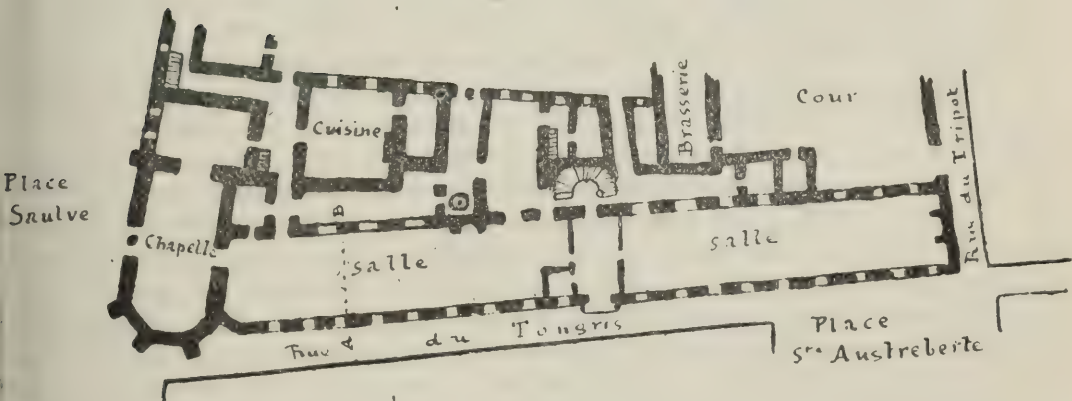 Place
Saulve
Cuisine
Brasserie
Cour
Rue du Tripot
Chapelle
B
salle
salle
Rue A du Tongris
Place
Ste Austreberte